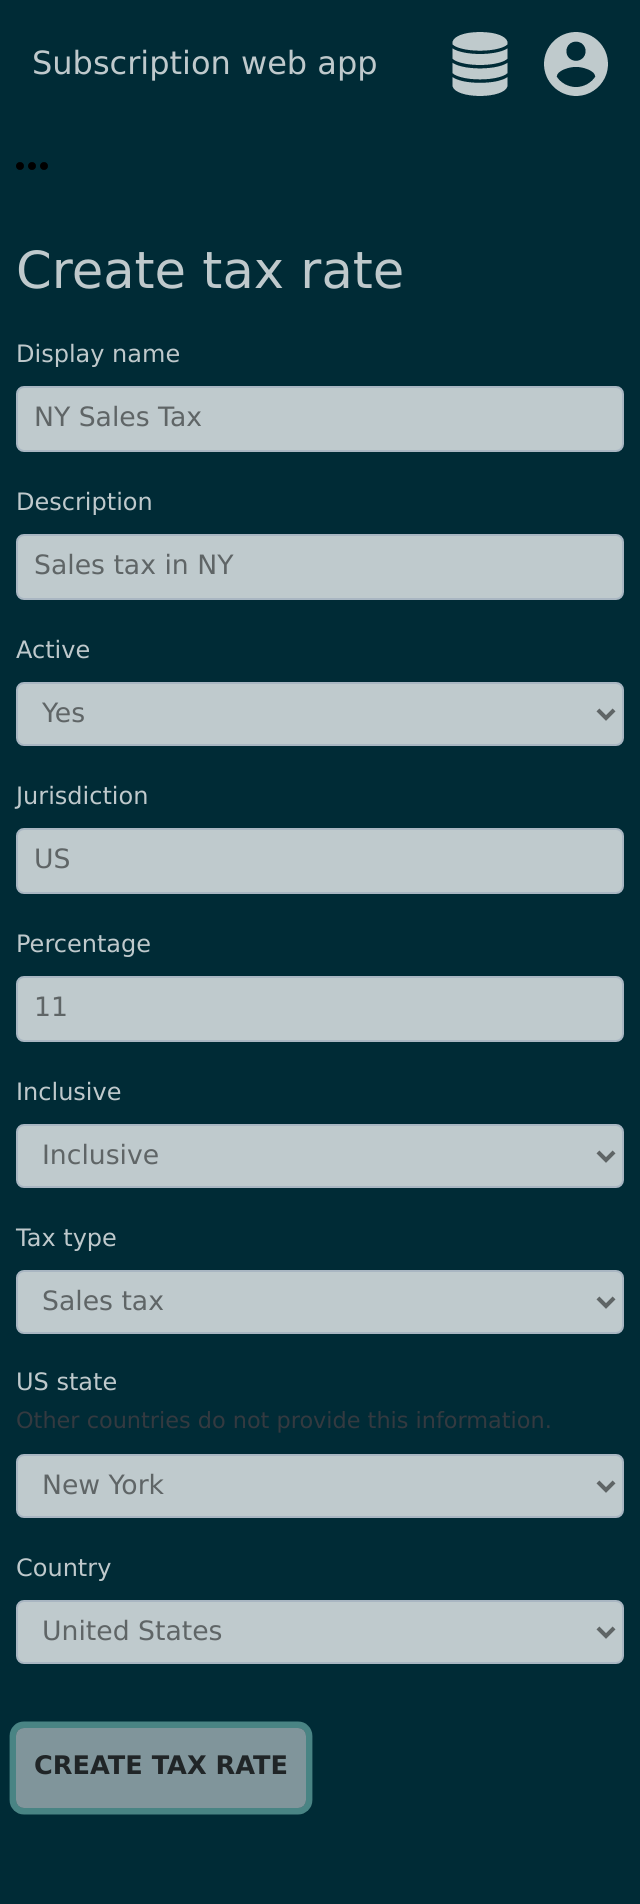 Subscription web app
•••
Create tax rate
Display name
NY Sales Tax
Description
Sales tax in NY
Active
Yes
Jurisdiction
US
Percentage
11
Inclusive
Inclusive
Tax type
Sales tax
US state
Other countries do not provide this information.
New York
Country
United States
CREATE TAX RATE